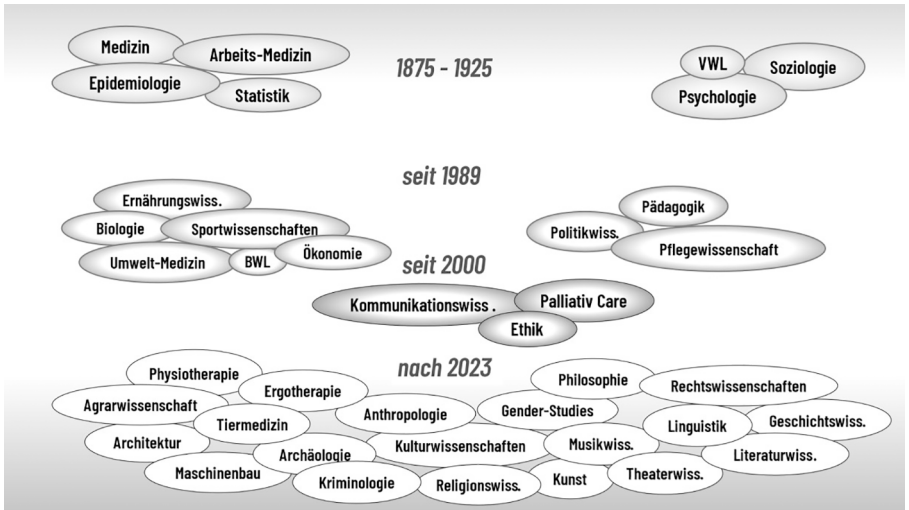 Medizin
Arbeits-Medizin
Epidemiologie
Statistik
1875 - 1925
VWL
Soziologie
Psychologie
seit 1989
Ernährungswiss.
Biologie
Sportwissenschaften
Umwelt-Medizin
BWL
Ökonomie
Pädagogik
Politikwiss.
Pflegewissenschaft
seit 2000
Kommunikationswiss .
Palliativ Care
Ethik
nach 2023
Physiotherapie
Ergotherapie
Philosophie
Rechtswissenschaften
Agrarwissenschaft
Tiermedizin
Anthropologie
Gender-Studies
Linguistik
Geschichtswiss.
Architektur
Archäologie
Kulturwissenschaften
Musikwiss.
Literaturwiss.
Maschinenbau
Kriminologie
Religionswiss.
Kunst
Theaterwiss.